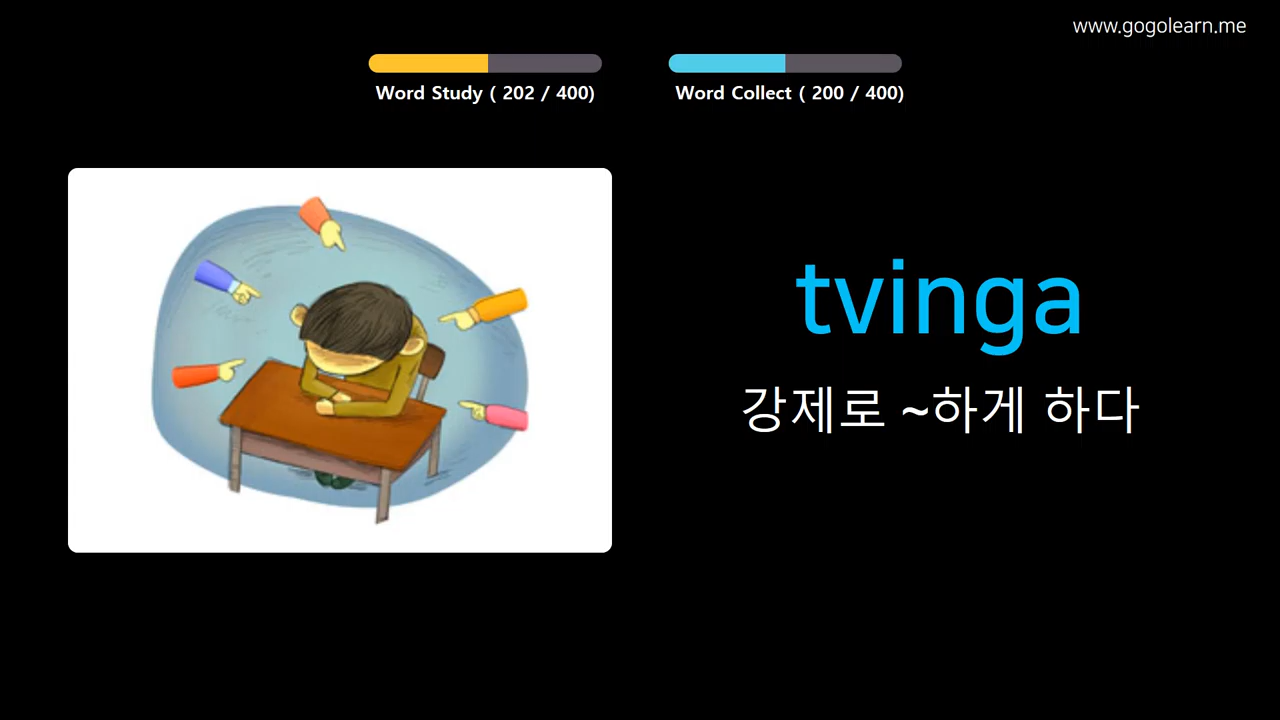 www.gogolearn.me
Word Study ( 202 / 400)
Word Collect ( 200 / 400)
tvinga
강제로 ~하게 하다